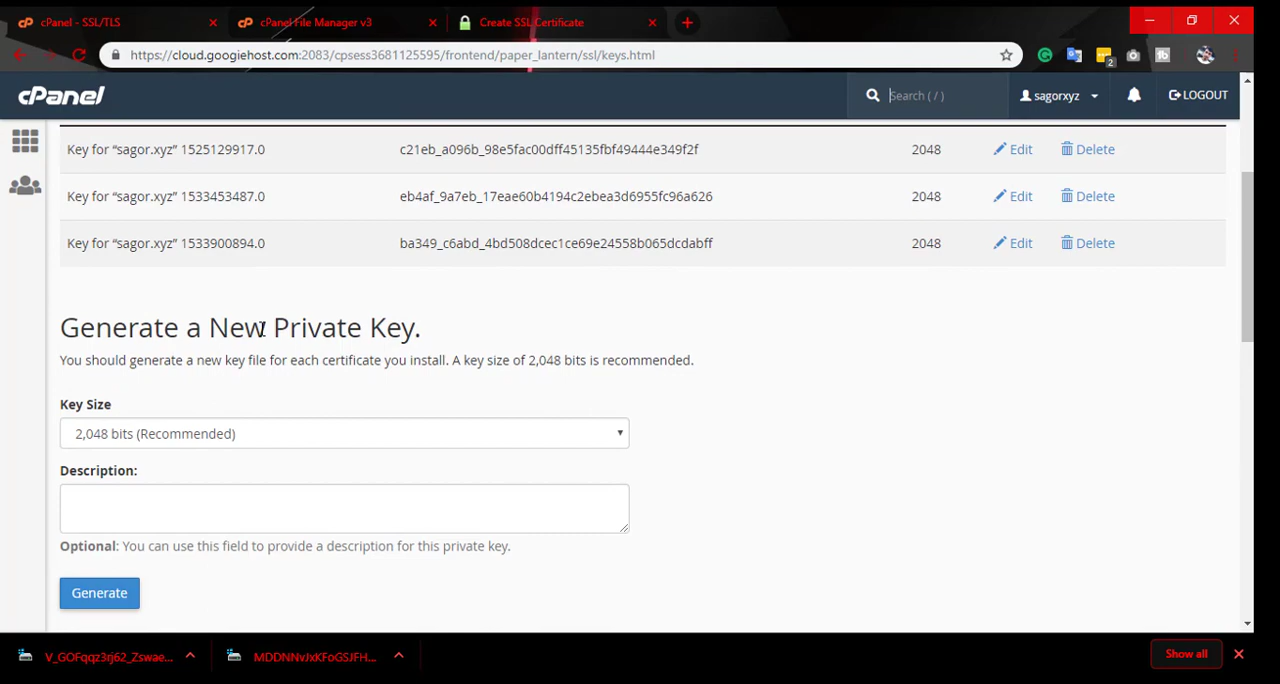 cPanel - SSL/TLS
cPanel File Manager v3
Create SSL Certificate
https://cloud.googiehost.com:2083/cpsess3681125595/frontend/paper_lantern/ssl/keys.html
2
cPanel
Search ( / )
sagorxyz
LOGOUT
Key for “sagor.xyz” 1525129917.0 c21eb_a096b_98e5fac00dff45135fbf49444e349f2f 2048 Edit Delete
Key for “sagor.xyz” 1533453487.0 eb4af_9a7eb_17eae60b4194c2ebea3d6955fc96a626 2048 Edit Delete
Key for “sagor.xyz” 1533900894.0 ba349_c6abd_4bd508dcec1ce69e24558b065dcdabff 2048 Edit Delete
Generate a New Private Key.
You should generate a new key file for each certificate you install. A key size of 2,048 bits is recommended.
Key Size
2,048 bits (Recommended)
Description:
Optional: You can use this field to provide a description for this private key.
Generate
V_GOFqqz3rj62_Zswae...
MDDNNvJxKFoGSJFH...
Show all